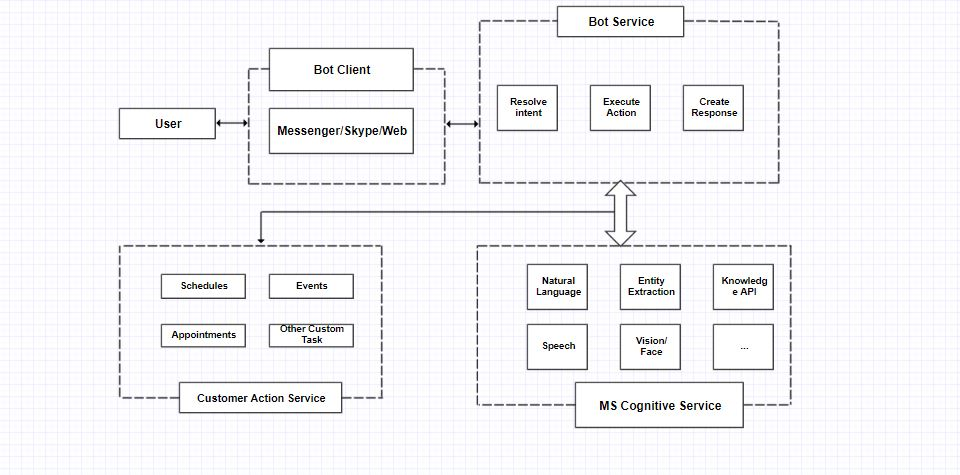 Bot Service
Bot Client
Resolve
intent
Execute
Action
Create
Response
User
Messenger/Skype/Web
Schedules
Events
Appointments
Other Custom
Task
Customer Action Service
Natural
Language
Entity
Extraction
Knowledg
e API
Speech
Vision/
Face
...
MS Cognitive Service